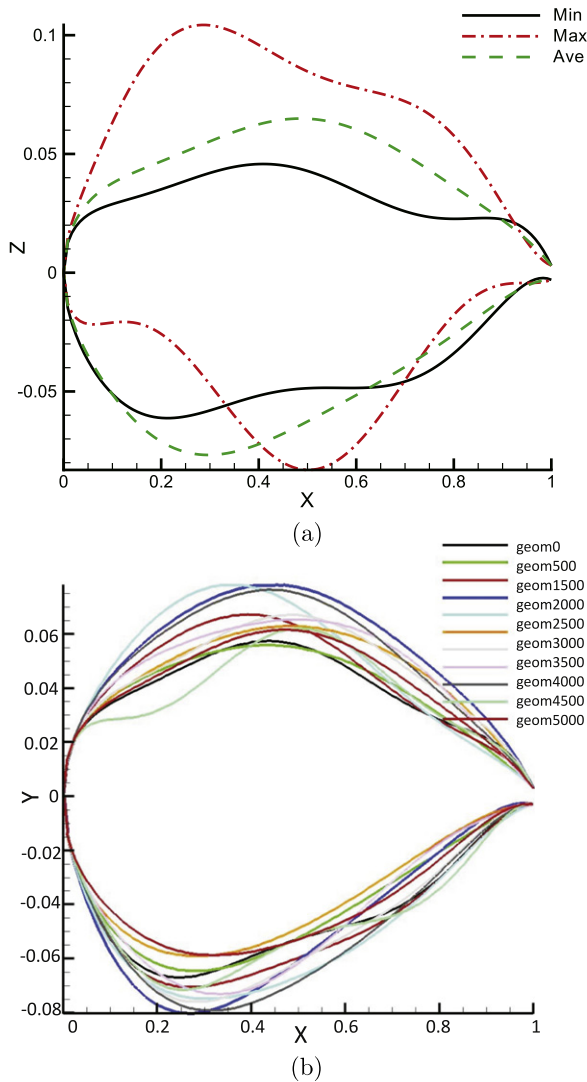 0.1
0.05
0
-0.05
Z
0
0.2
0.4
0.6
0.8
1
X
Min
Max
Ave
(a)
0.06
0.04
0.02
0
-0.02
-0.04
-0.06
-0.08
Y
0
0.2
0.4
0.6
0.8
1
X
geom0
geom500
geom1500
geom2000
geom2500
geom3000
geom3500
geom4000
geom4500
geom5000
(b)